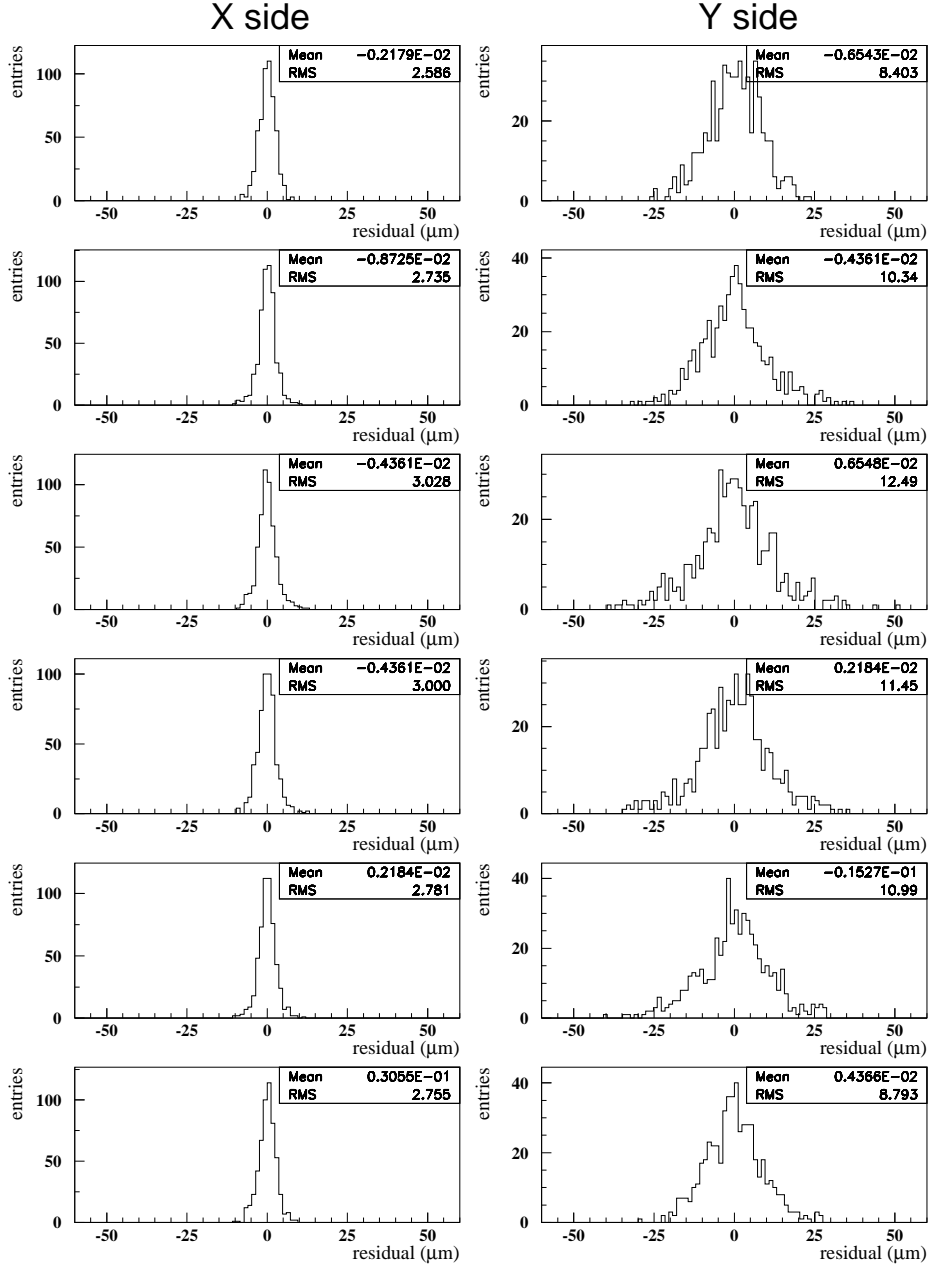 X side Y side
entries
Mean -0.2179E-02
RMS 2.586
100
50
0
-50 -25 0 25 50
residual (μm)
entries
Mean -0.6543E-02
RMS 8.403
20
0
-50 -25 0 25 50
residual (μm)
entries
Mean -0.8725E-02
RMS 2.735
100
50
0
-50 -25 0 25 50
residual (μm)
entries
Mean -0.4361E-02
RMS 10.34
40
20
0
-50 -25 0 25 50
residual (μm)
entries
Mean -0.4361E-02
RMS 3.028
100
50
0
-50 -25 0 25 50
residual (μm)
entries
Mean 0.6548E-02
RMS 12.49
20
0
-50 -25 0 25 50
residual (μm)
entries
Mean -0.4361E-02
RMS 3.000
100
50
0
-50 -25 0 25 50
residual (μm)
entries
Mean 0.2184E-02
RMS 11.45
20
0
-50 -25 0 25 50
residual (μm)
entries
Mean 0.2184E-02
RMS 2.781
100
50
0
-50 -25 0 25 50
residual (μm)
entries
Mean -0.1527E-01
RMS 10.99
40
20
0
-50 -25 0 25 50
residual (μm)
entries
Mean 0.3055E-01
RMS 2.755
100
50
0
-50 -25 0 25 50
residual (μm)
entries
Mean 0.4366E-02
RMS 8.793
40
20
0
-50 -25 0 25 50
residual (μm)